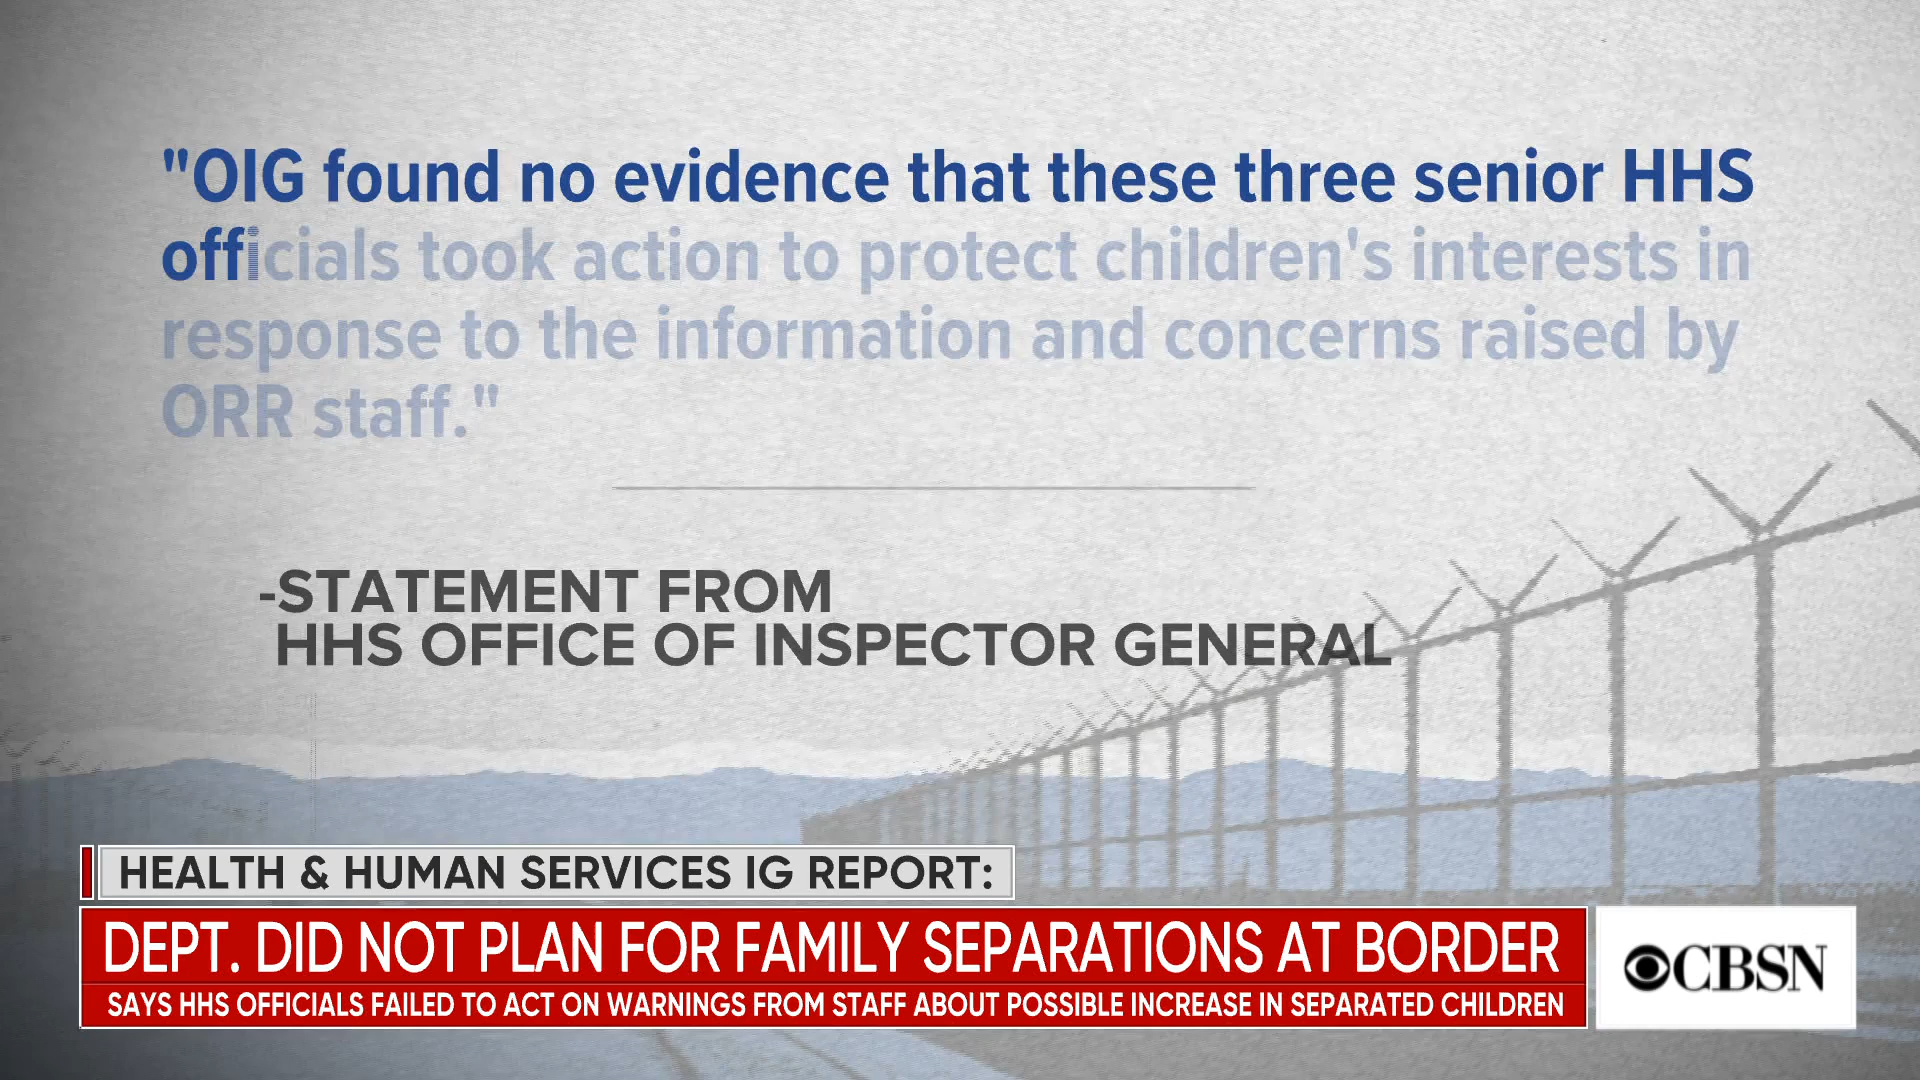 "OIG found no evidence that these three senior HHS
officials took action to protect children's interests in
response to the information and concerns raised by
ORR staff."
-STATEMENT FROM
HHS OFFICE OF INSPECTOR GENERAL
HEALTH & HUMAN SERVICES IG REPORT:
DEPT. DID NOT PLAN FOR FAMILY SEPARATIONS AT BORDER
SAYS HHS OFFICIALS FAILED TO ACT ON WARNINGS FROM STAFF ABOUT POSSIBLE INCREASE IN SEPARATED CHILDREN
CBSN